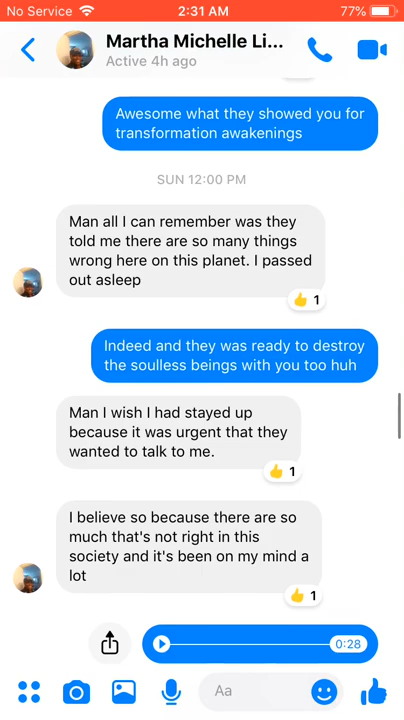 No Service 2:31 AM 77%
Martha Michelle Li...
Active 4h ago
Awesome what they showed you for
transformation awakenings
SUN 12:00 PM
Man all I can remember was they
told me there are so many things
wrong here on this planet. I passed
out asleep
1
Indeed and they was ready to destroy
the soulless beings with you too huh
Man I wish I had stayed up
because it was urgent that they
wanted to talk to me.
1
I believe so because there are so
much that's not right in this
society and it's been on my mind a
lot
1
0:28
Aa